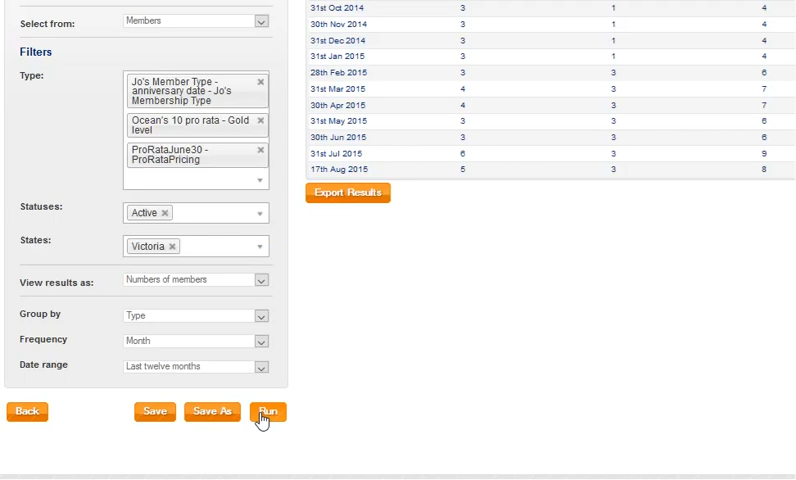 Select from: Members
Filters
Type:
Jo's Member Type -
anniversary date - Jo's
Membership Type
Ocean's 10 pro rata - Gold
level
ProRataJune30 -
ProRataPricing
Statuses: Active
States: Victoria
View results as: Numbers of members
Group by Type
Frequency Month
Date range Last twelve months
Back Save Save As Run
31st Oct 2014 3 1 4
30th Nov 2014 3 1 4
31st Dec 2014 3 1 4
31st Jan 2015 3 1 4
28th Feb 2015 3 3 6
31st Mar 2015 4 3 7
30th Apr 2015 4 3 7
31st May 2015 3 3 6
30th Jun 2015 3 3 6
31st Jul 2015 6 3 9
17th Aug 2015 5 3 8
Export Results